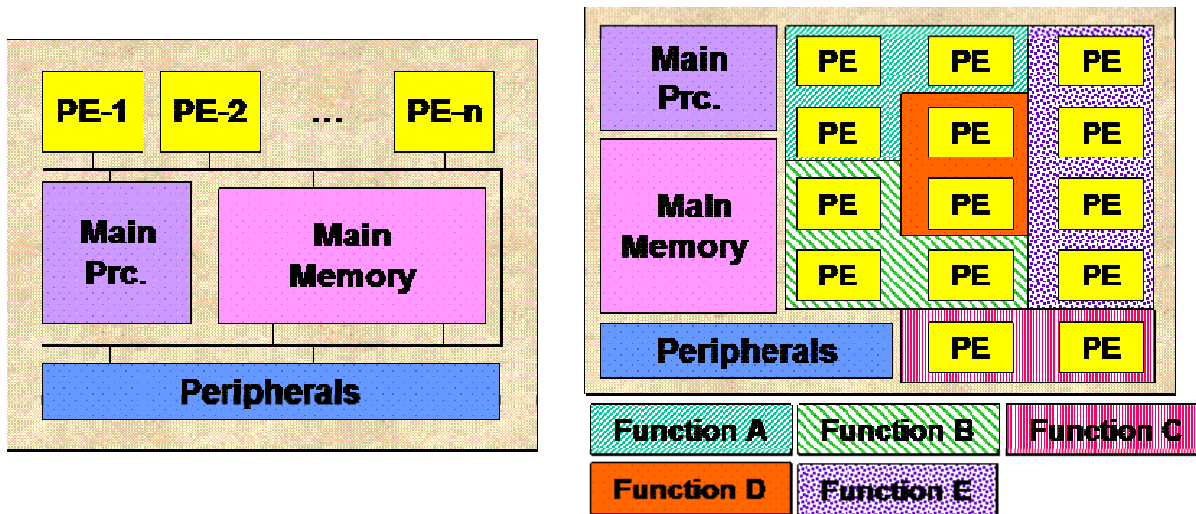 PE-1 PE-2 ... PE-n
Main
Prc.
Main
Memory
Peripherals
Main
Prc.
Main
Memory
Peripherals
PE PE PE
PE PE PE
PE PE PE
PE PE PE
PE PE
Function A Function B Function C
Function D Function E